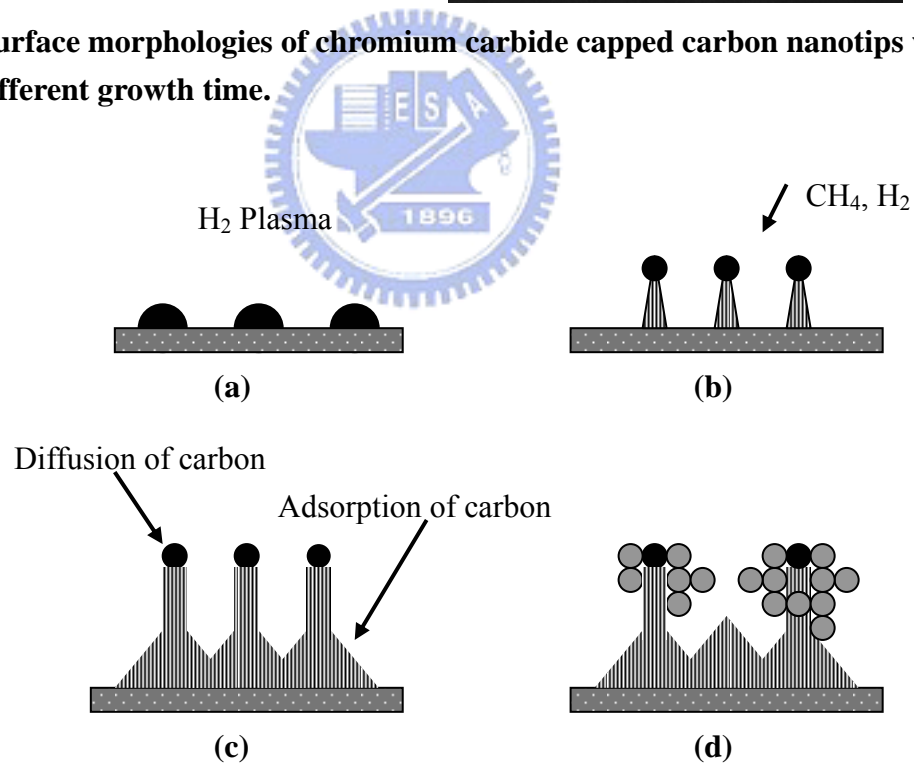 urface morphologies of chromium carbide capped carbon nanotips
fferent growth time.
E S A
1896
H₂ Plasma
CH₄, H₂
(a)
(b)
Diffusion of carbon
Adsorption of carbon
(c)
(d)